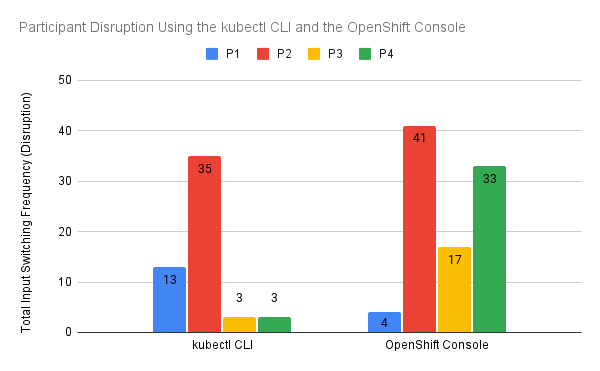 Participant Disruption Using the kubectl CLI and the OpenShift Console
P1 P2 P3 P4
Total Input Switching Frequency (Disruption)
50
40
30
20
10
0
13
35
3
3
4
41
17
33
kubectl CLI
OpenShift Console